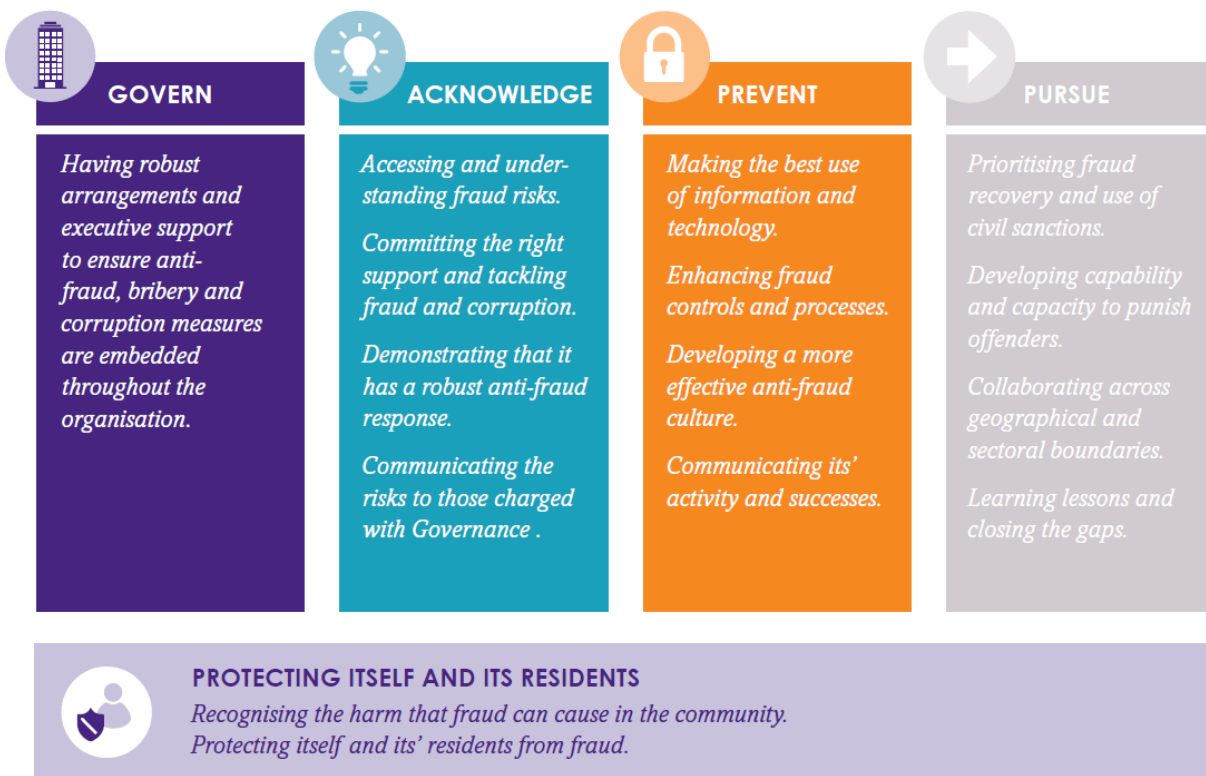 GOVERN
Having robust
arrangements and
executive support
to ensure anti-
fraud, bribery and
corruption measures
are embedded
throughout the
organisation.
ACKNOWLEDGE
Accessing and under-
standing fraud risks.
Committing the right
support and tackling
fraud and corruption.
Demonstrating that it
has a robust anti-fraud
response.
Communicating the
risks to those charged
with Governance .
PREVENT
Making the best use
of information and
technology.
Enhancing fraud
controls and processes.
Developing a more
effective anti-fraud
culture.
Communicating its’
activity and successes.
PURSUE
Prioritising fraud
recovery and use of
civil sanctions.
Developing capability
and capacity to punish
offenders.
Collaborating across
geographical and
sectoral boundaries.
Learning lessons and
closing the gaps.
PROTECTING ITSELF AND ITS RESIDENTS
Recognising the harm that fraud can cause in the community.
Protecting itself and its’ residents from fraud.